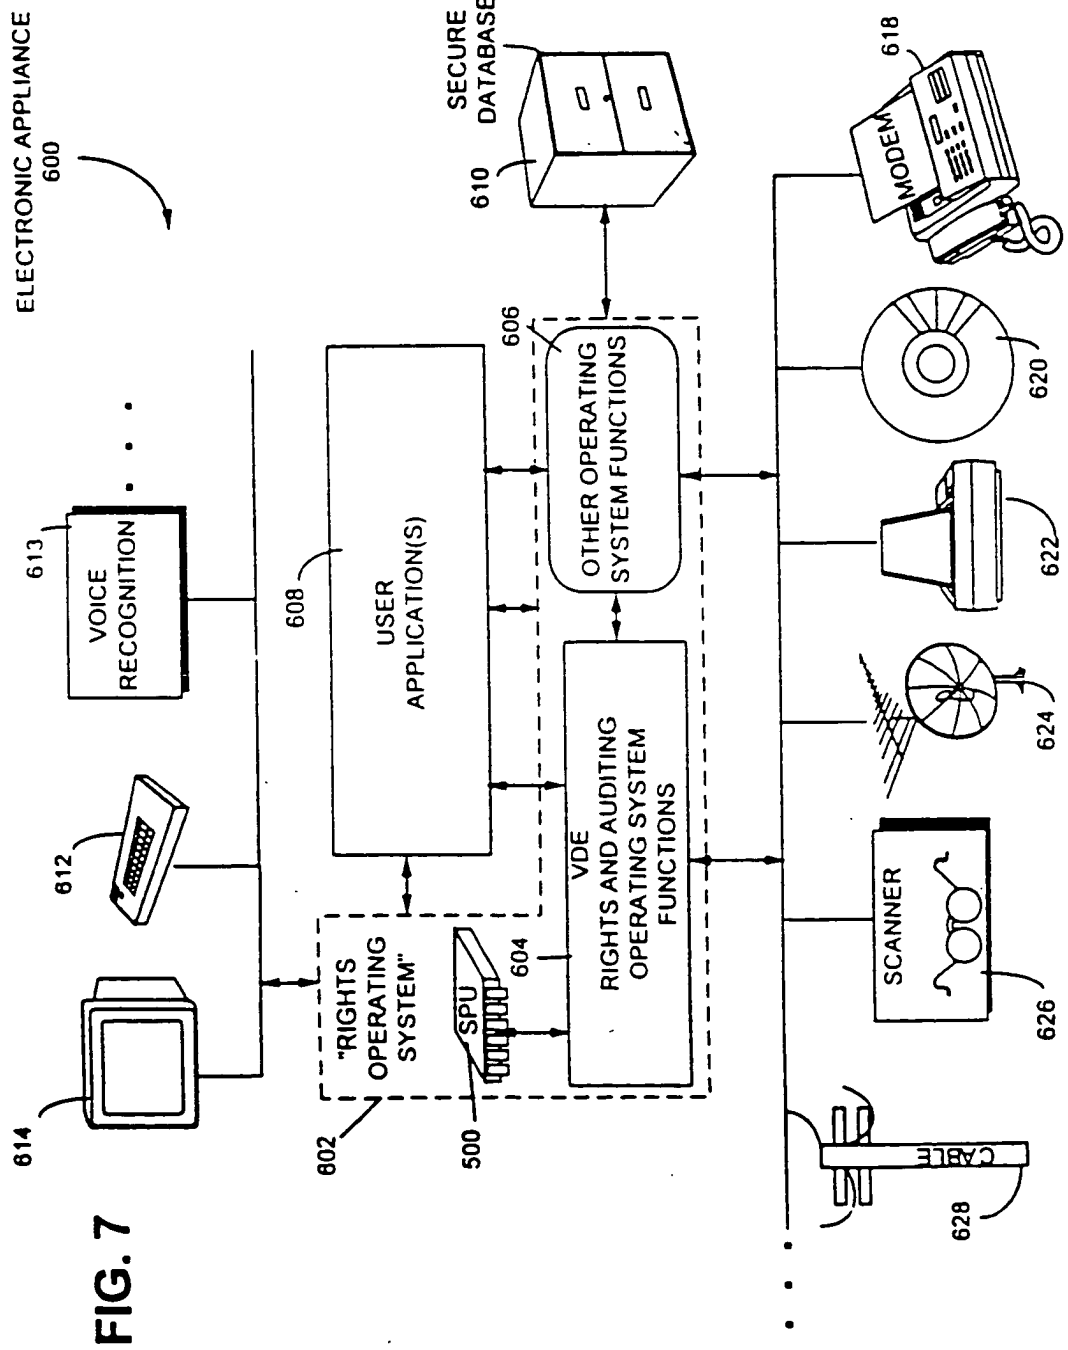 FIG. 7
ELECTRONIC APPLIANCE
600
614
612
613
VOICE
RECOGNITION
602
"RIGHTS
OPERATING
SYSTEM"
608
USER
APPLICATION(S)
SPU
500
604
VDE
RIGHTS AND AUDITING
OPERATING SYSTEM
FUNCTIONS
606
OTHER OPERATING
SYSTEM FUNCTIONS
610
SECURE
DATABASE
628
CABLE
SCANNER
626
624
622
620
MODEM
618